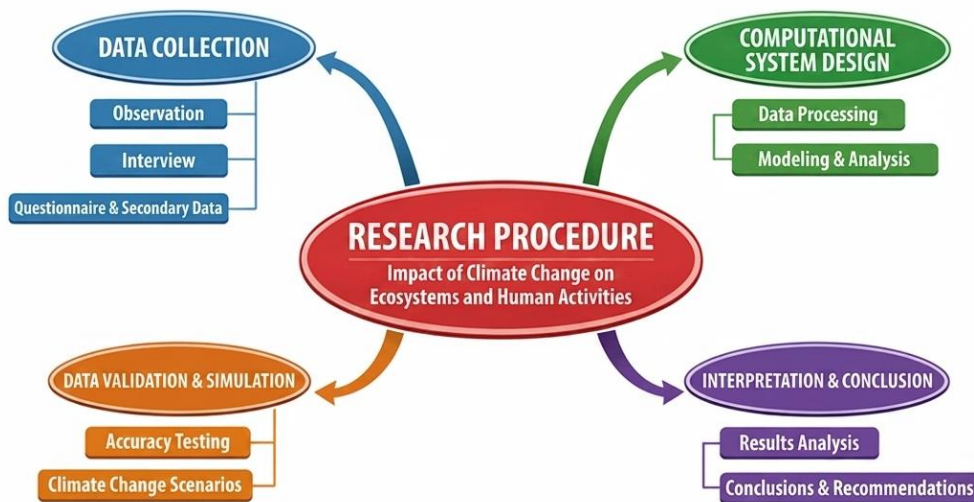 DATA COLLECTION
Observation
Interview
Questionnaire & Secondary Data
COMPUTATIONAL
SYSTEM DESIGN
Data Processing
Modeling & Analysis
RESEARCH PROCEDURE
Impact of Climate Change on
Ecosystems and Human Activities
DATA VALIDATION & SIMULATION
Accuracy Testing
Climate Change Scenarios
INTERPRETATION & CONCLUSION
Results Analysis
Conclusions & Recommendations